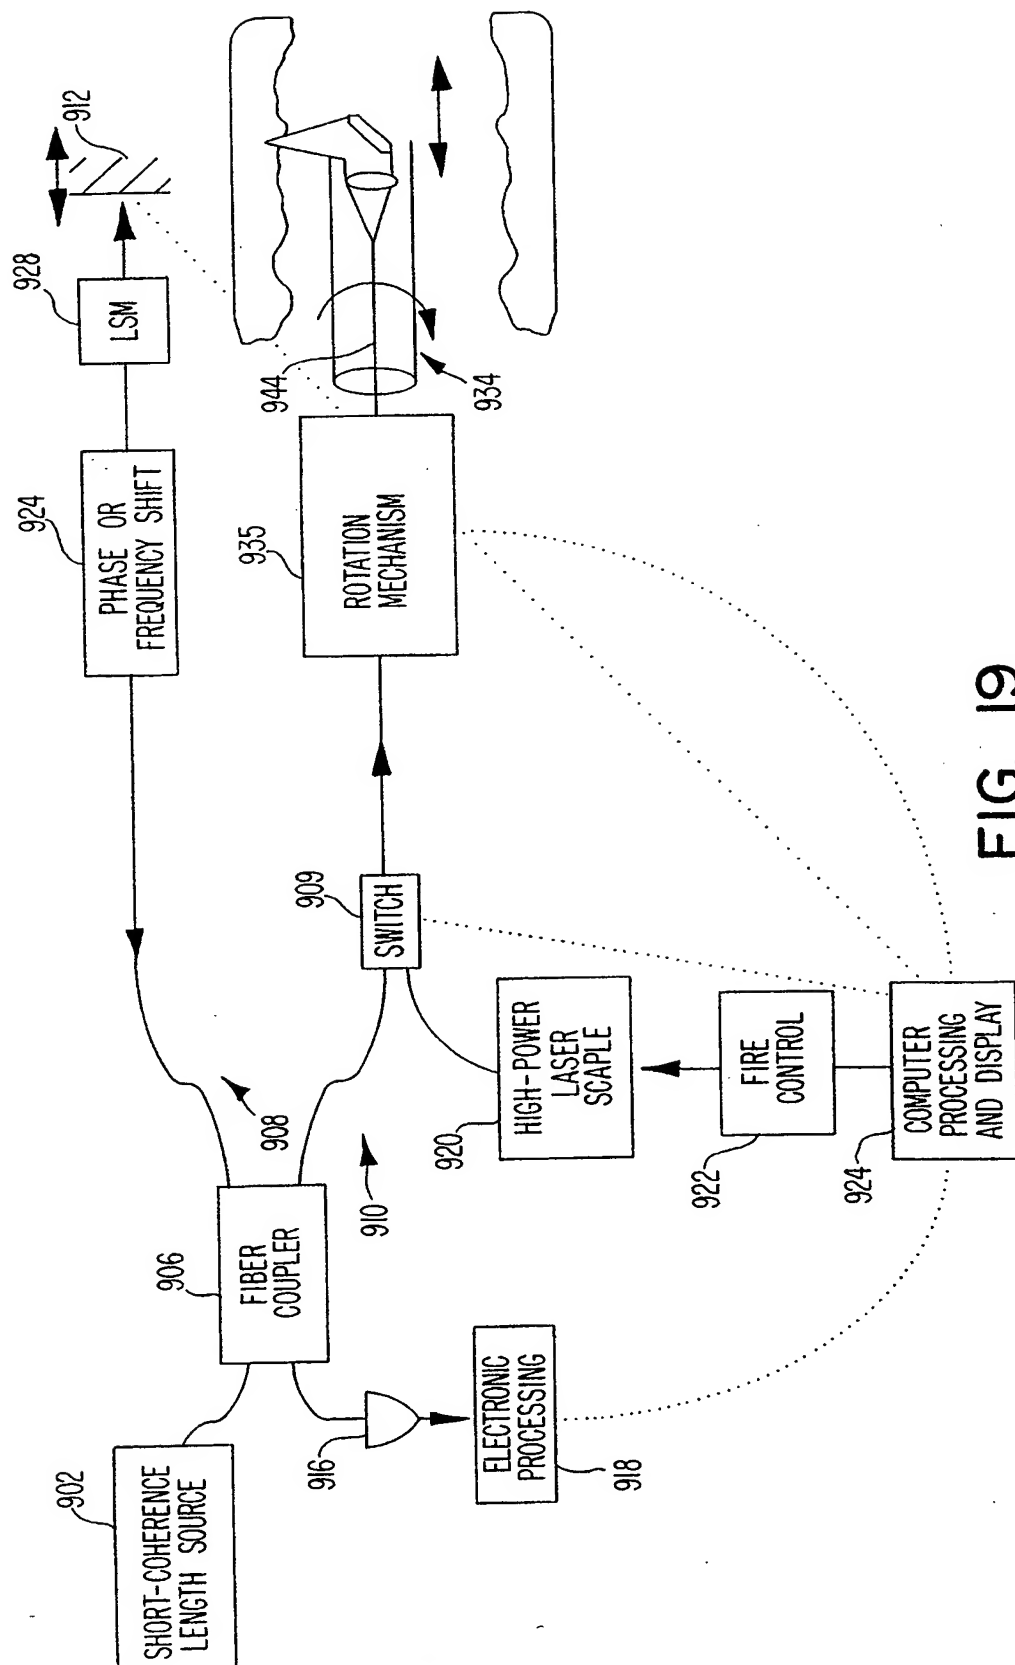 902
SHORT-COHERENCE
LENGTH SOURCE
906
FIBER
COUPLER
908
910
916
ELECTRONIC
PROCESSING
918
924
PHASE OR
FREQUENCY SHIFT
928
LSM
912
909
SWITCH
935
ROTATION
MECHANISM
944
934
HIGH-POWER
LASER
SCAPLE
920
FIRE
CONTROL
922
COMPUTER
PROCESSING
AND DISPLAY
924
FIG 19